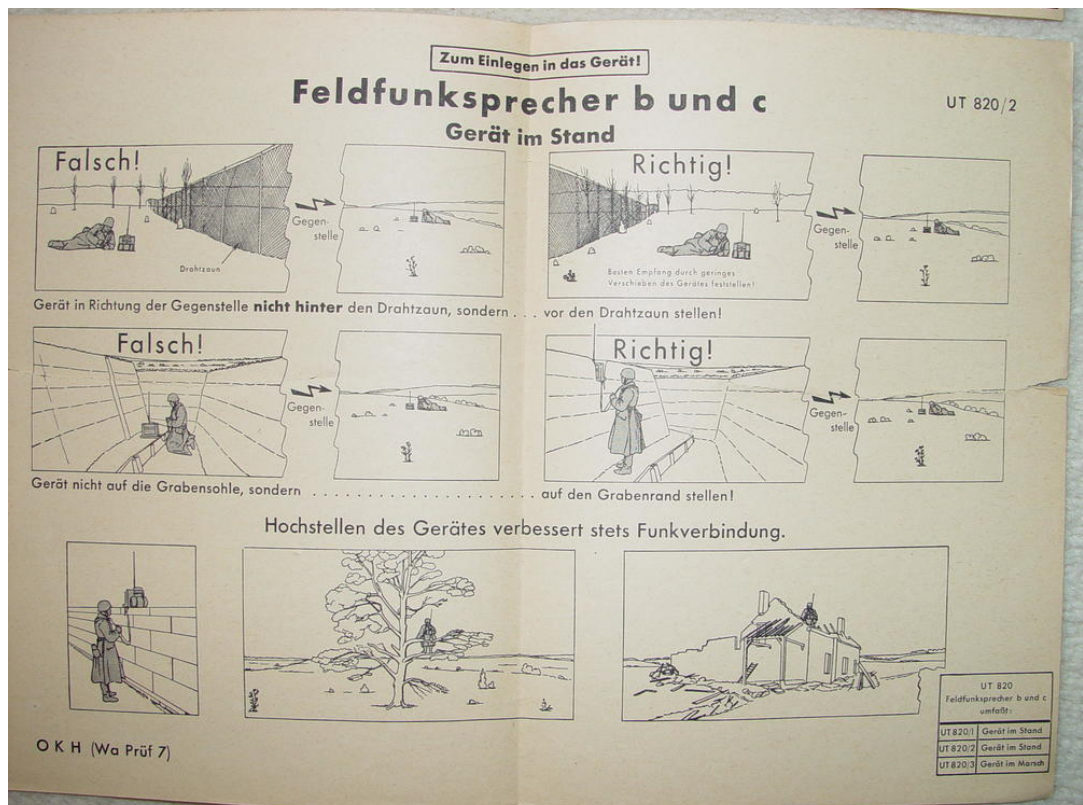 Zum Einlegen in das Gerät!
Feldfunksprecher b und c
UT 820/2
Gerät im Stand
Falsch!
Gegen-
stelle
Drahtzaun
Richtig!
Gegen-
stelle
Besten Empfang durch geringes
Verschieben des Gerätes feststellen!
Gerät in Richtung der Gegenstelle nicht hinter den Drahtzaun, sondern . . . vor den Drahtzaun stellen!
Falsch!
Gegen-
stelle
Richtig!
Gegen-
stelle
Gerät nicht auf die Grabensohle, sondern . . . . . . . . . . . . . . . . . . . . . . auf den Grabenrand stellen!
Hochstellen des Gerätes verbessert stets Funkverbindung.
UT 820
Feldfunksprecher b und c
umfaßt:
UT 820/1 Gerät im Stand
UT 820/2 Gerät im Stand
UT 820/3 Gerät im Marsch
O K H (Wa Prüf 7)